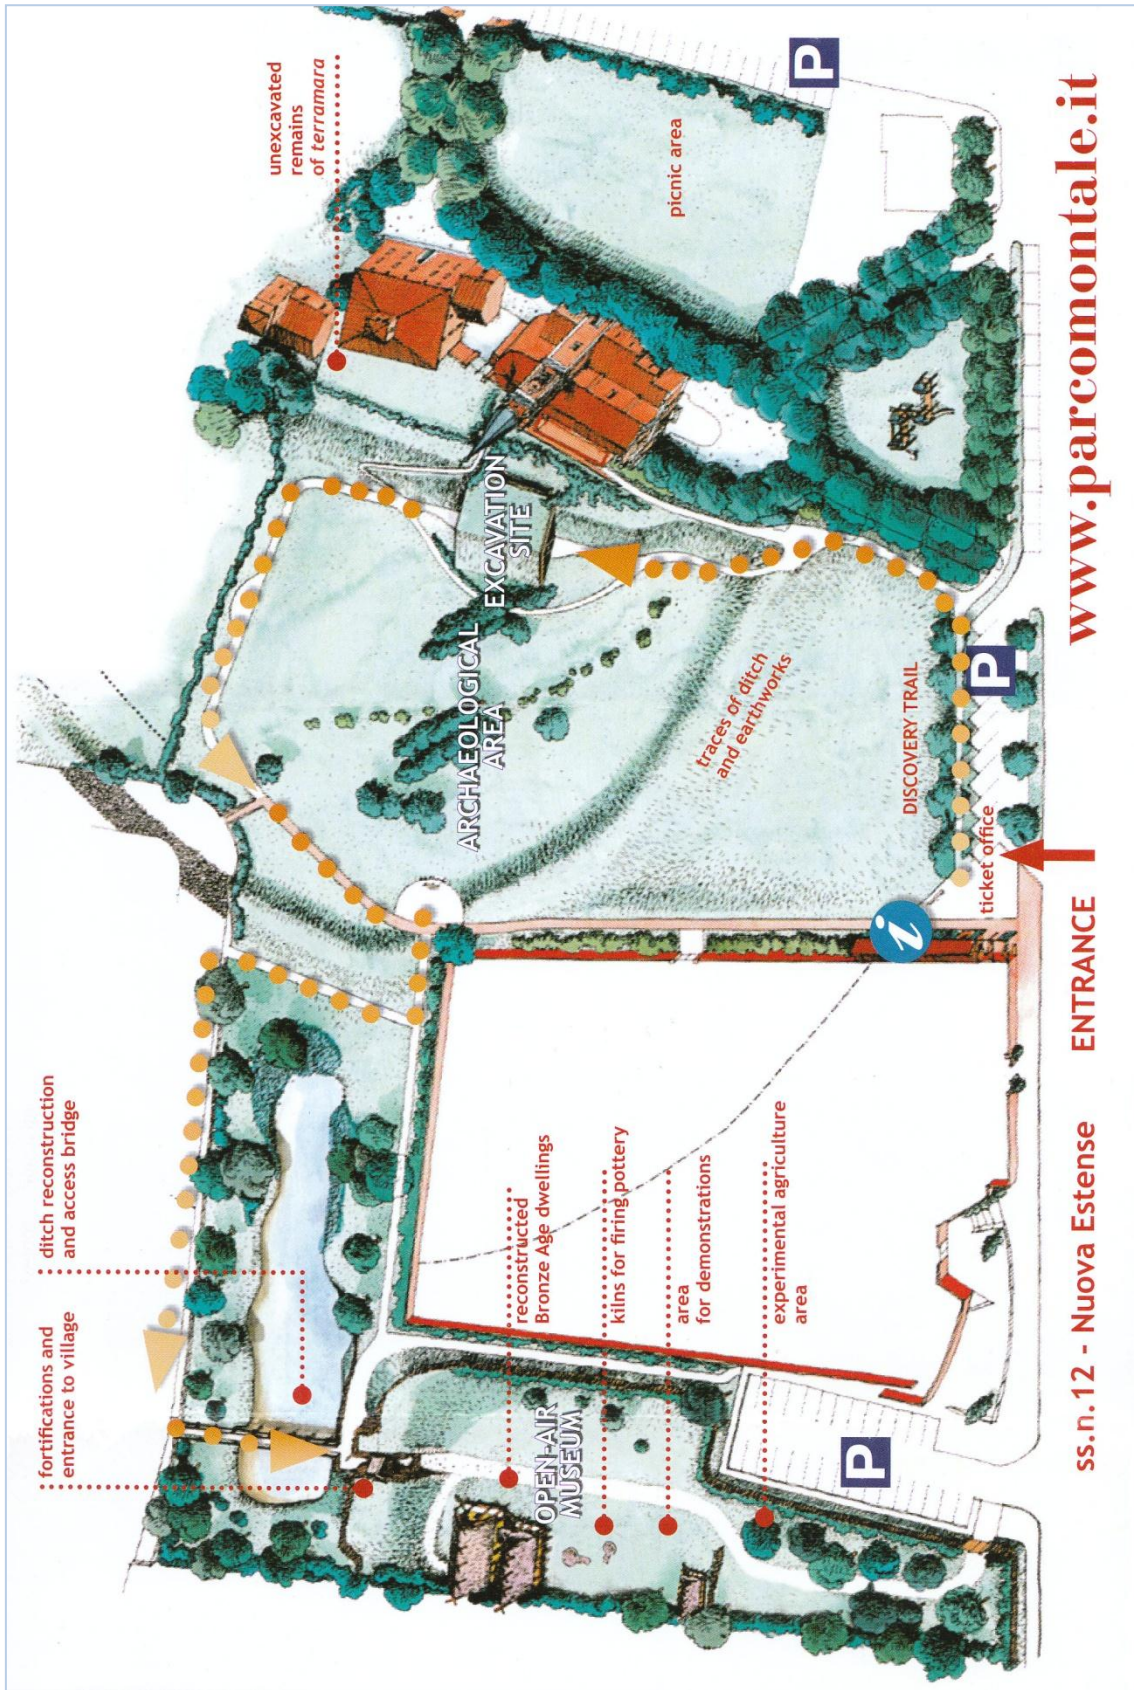 fortifications and
entrance to village
ditch reconstruction
and access bridge
unexcavated
remains
of terramara
OPEN-AIR
MUSEUM
reconstructed
Bronze Age dwellings
kilns for firing pottery
area
for demonstrations
experimental agriculture
area
ARCHAEOLOGICAL
AREA
EXCAVATION
SITE
traces of ditch
and earthworks
DISCOVERY TRAIL
picnic area
P
P
P
i
ticket office
ss.n. 12 - Nuova Estense
ENTRANCE
www.parcomontale.it